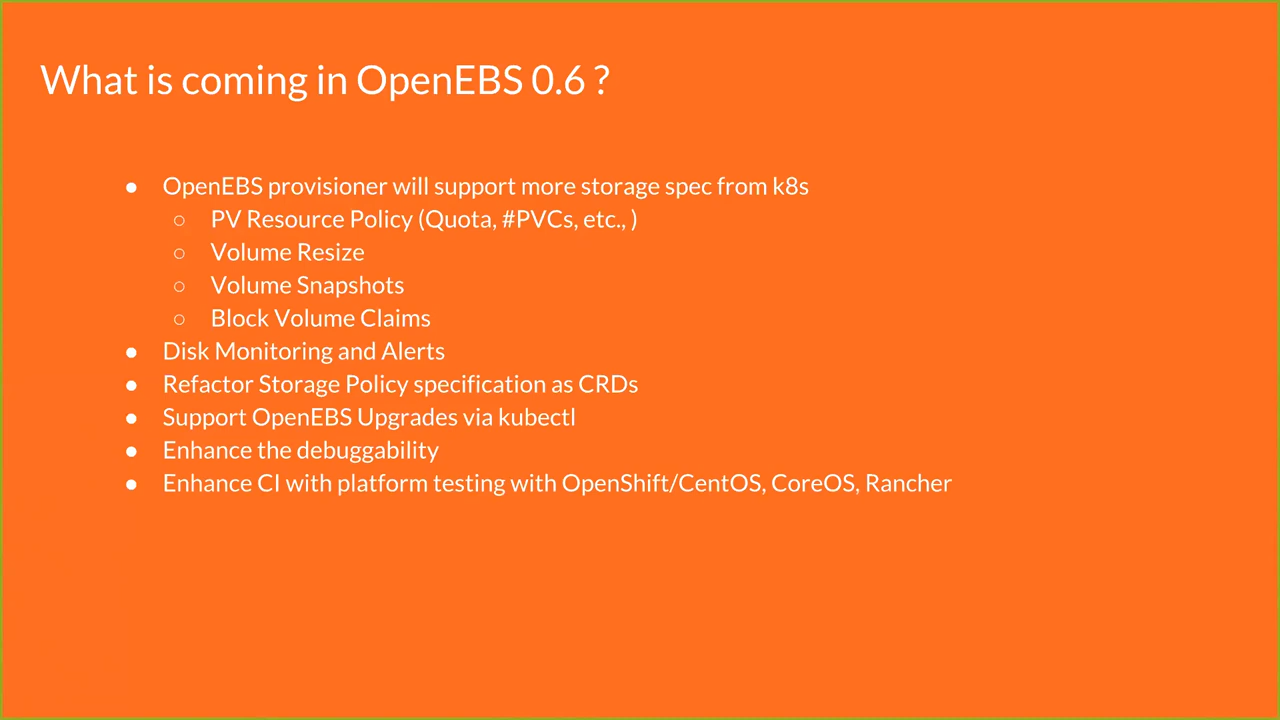 What is coming in OpenEBS 0.6 ?
● OpenEBS provisioner will support more storage spec from k8s
○ PV Resource Policy (Quota, #PVCs, etc., )
○ Volume Resize
○ Volume Snapshots
○ Block Volume Claims
● Disk Monitoring and Alerts
● Refactor Storage Policy specification as CRDs
● Support OpenEBS Upgrades via kubectl
● Enhance the debuggability
● Enhance CI with platform testing with OpenShift/CentOS, CoreOS, Rancher